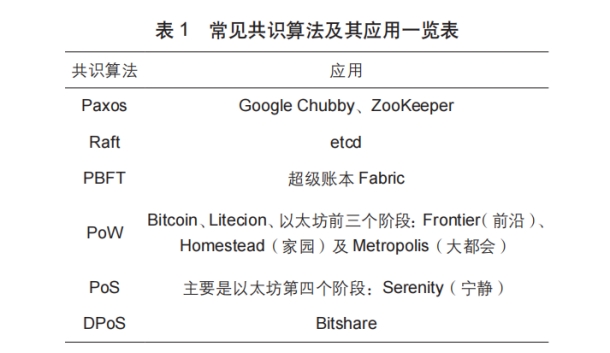 表 1 常见共识算法及其应用一览表
共识算法 应用
Paxos Google Chubby、ZooKeeper
Raft etcd
PBFT 超级账本 Fabric
PoW Bitcoin、Litecion、以太坊前三个阶段：Frontier（前沿）、
Homestead（家园）及 Metropolis（大都会）
PoS 主要是以太坊第四个阶段：Serenity（宁静）
DPoS Bitshare